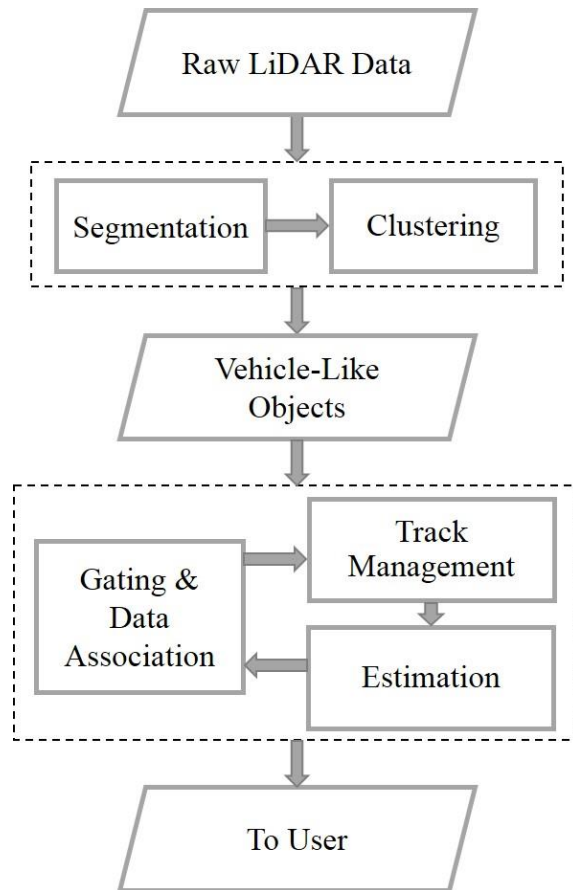 Raw LiDAR Data
Segmentation
Clustering
Vehicle-Like
Objects
Gating &
Data
Association
Track
Management
Estimation
To User